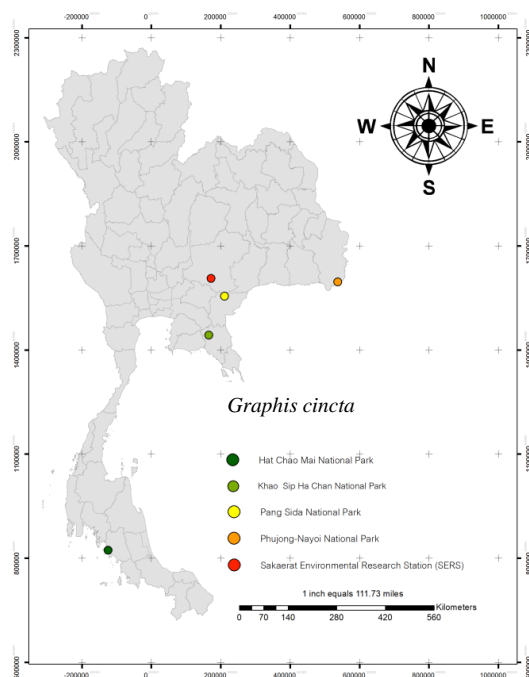 -200000 0 200000 400000 600000 800000 1000000
2300000
2000000 2000000
1700000 1700000
1400000 1400000
1100000
800000
N
W E
S
Graphis cincta
Hat Chao Mai National Park
Khao Sip Ha Chan National Park
Pang Sida National Park
Phujong-Nayoi National Park
Sakaerat Environmental Research Station (SERS)
1 inch equals 111.73 miles
Kilometers
0 70 140 280 420 560
-200000 0 200000 400000 600000 800000 1000000